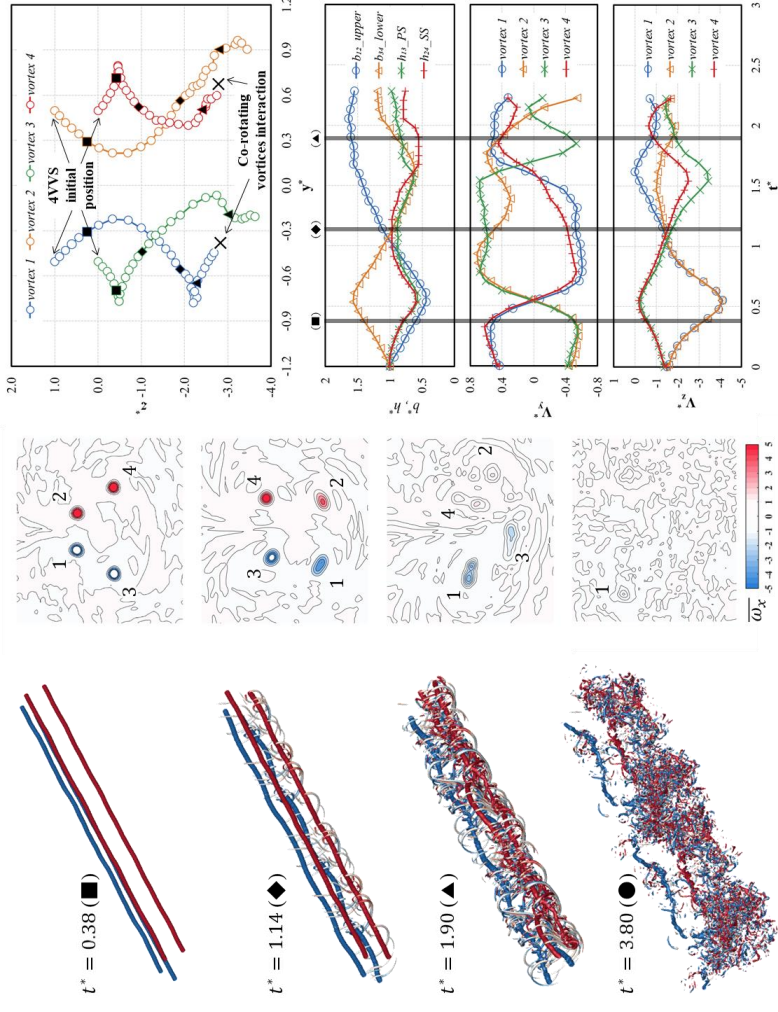 t* = 0.38 (■)
t* = 1.14 (◆)
t* = 1.90 (▲)
t* = 3.80 (●)
1 2
3 4
3 4
1 2
4
1 2
3
1
ω̅x -5 -4 -3 -2 -1 0 1 2 3 4 5
vortex 1 vortex 2 vortex 3 vortex 4
2.0
1.0
0.0
-1.0
-2.0
-3.0
-4.0
z*
4VVS
initial
position
Co-rotating
vortices interaction
-1.2 -0.9 -0.6 -0.3 0.0 0.3 0.6 0.9 1.2
y*
(■) (◆) (▲)
2
1.5
1
0.5
0
b*, h*
b12_upper
b34_lower
h13_PS
h24_SS
0.8
0.4
0
-0.4
-0.8
Vy*
vortex 1
vortex 2
vortex 3
vortex 4
1
0
-1
-2
-3
-4
-5
Vz*
vortex 1
vortex 2
vortex 3
vortex 4
0 0.5 1 1.5 2 2.5 3
t*